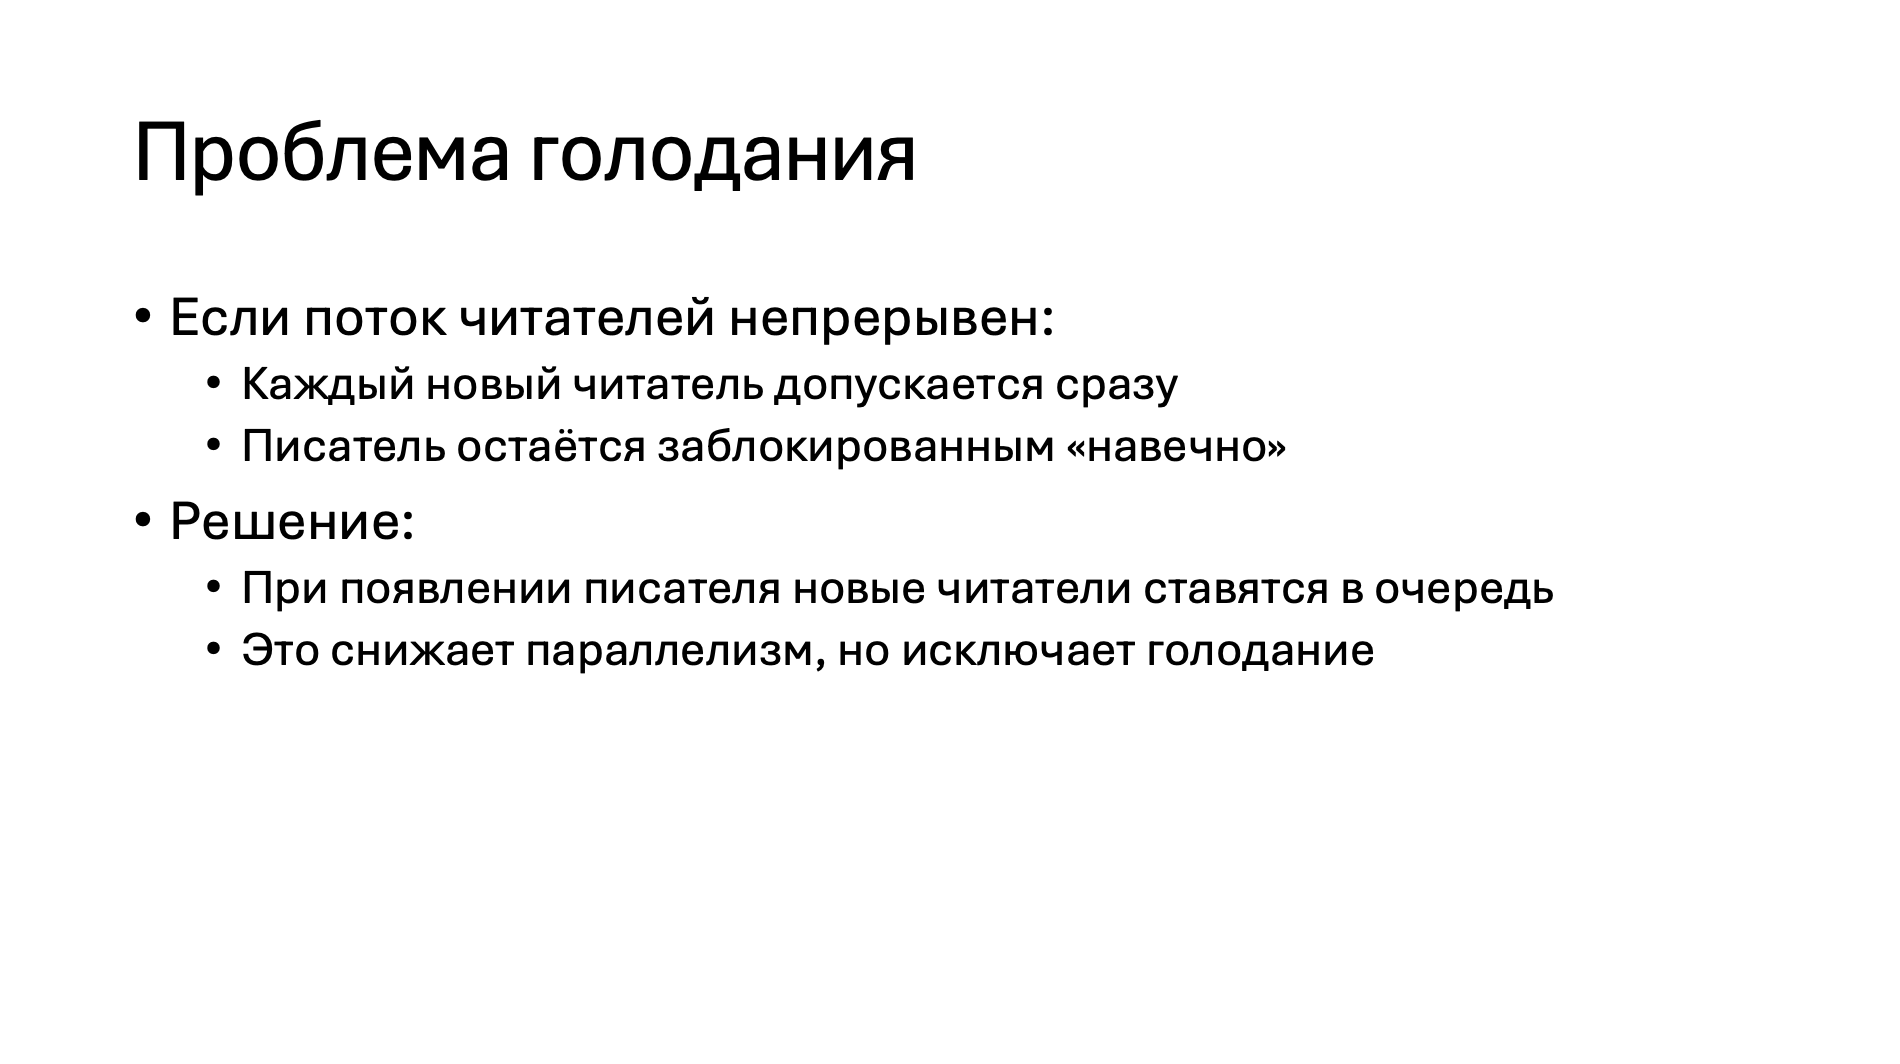 Проблема голодания
• Если поток читателей непрерывен:
• Каждый новый читатель допускается сразу
• Писатель остаётся заблокированным «навечно»
• Решение:
• При появлении писателя новые читатели ставятся в очередь
• Это снижает параллелизм, но исключает голодание